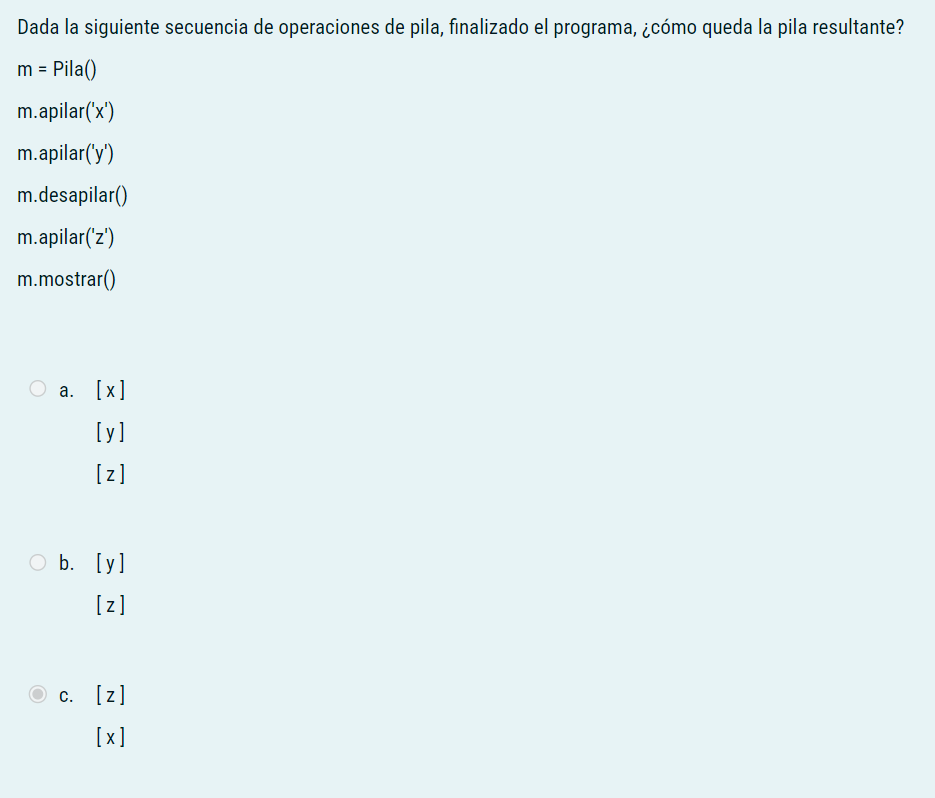 Dada la siguiente secuencia de operaciones de pila, finalizado el programa, ¿cómo queda la pila resultante?
m = Pila()
m.apilar('x')
m.apilar('y')
m.desapilar()
m.apilar('z')
m.mostrar()
a. [ x ]
[ y ]
[ z ]
b. [ y ]
[ z ]
c. [ z ]
[ x ]